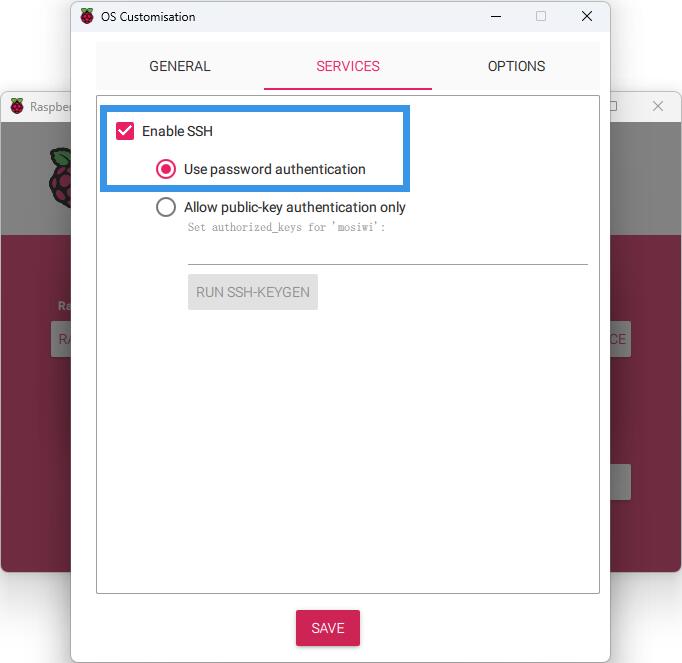 OS Customisation
Raspbe
GENERAL SERVICES OPTIONS
Enable SSH
Use password authentication
Allow public-key authentication only
Set authorized_keys for 'mosiwi':
RUN SSH-KEYGEN
Ra
RA
CE
SAVE